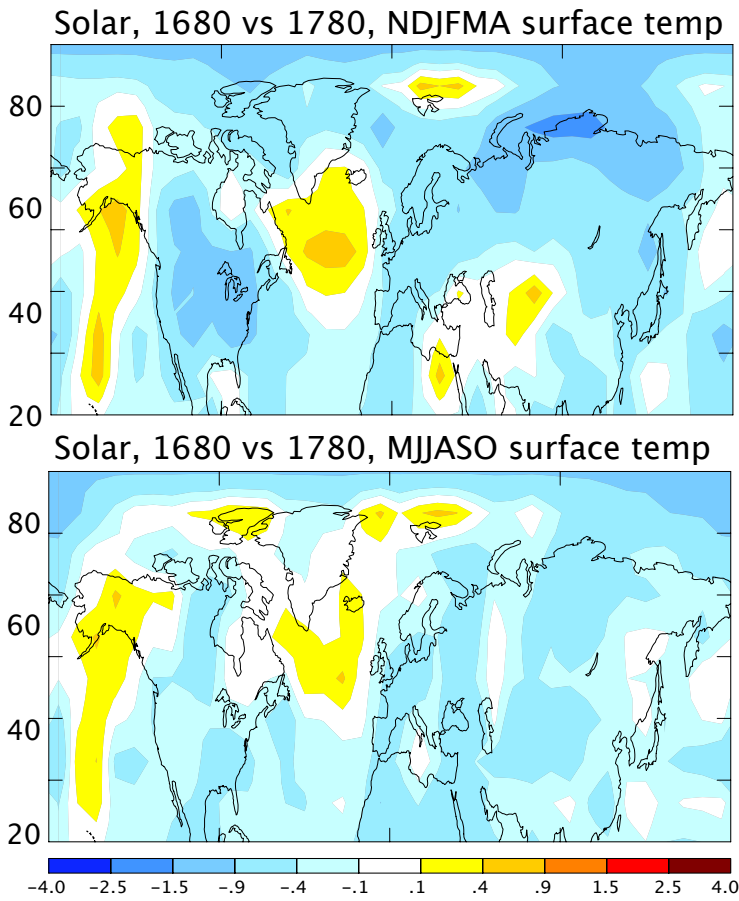 Solar, 1680 vs 1780, NDJFMA surface temp
80
60
40
20
Solar, 1680 vs 1780, MJJASO surface temp
80
60
40
20
-4.0 -2.5 -1.5 -.9 -.4 -.1 .1 .4 .9 1.5 2.5 4.0